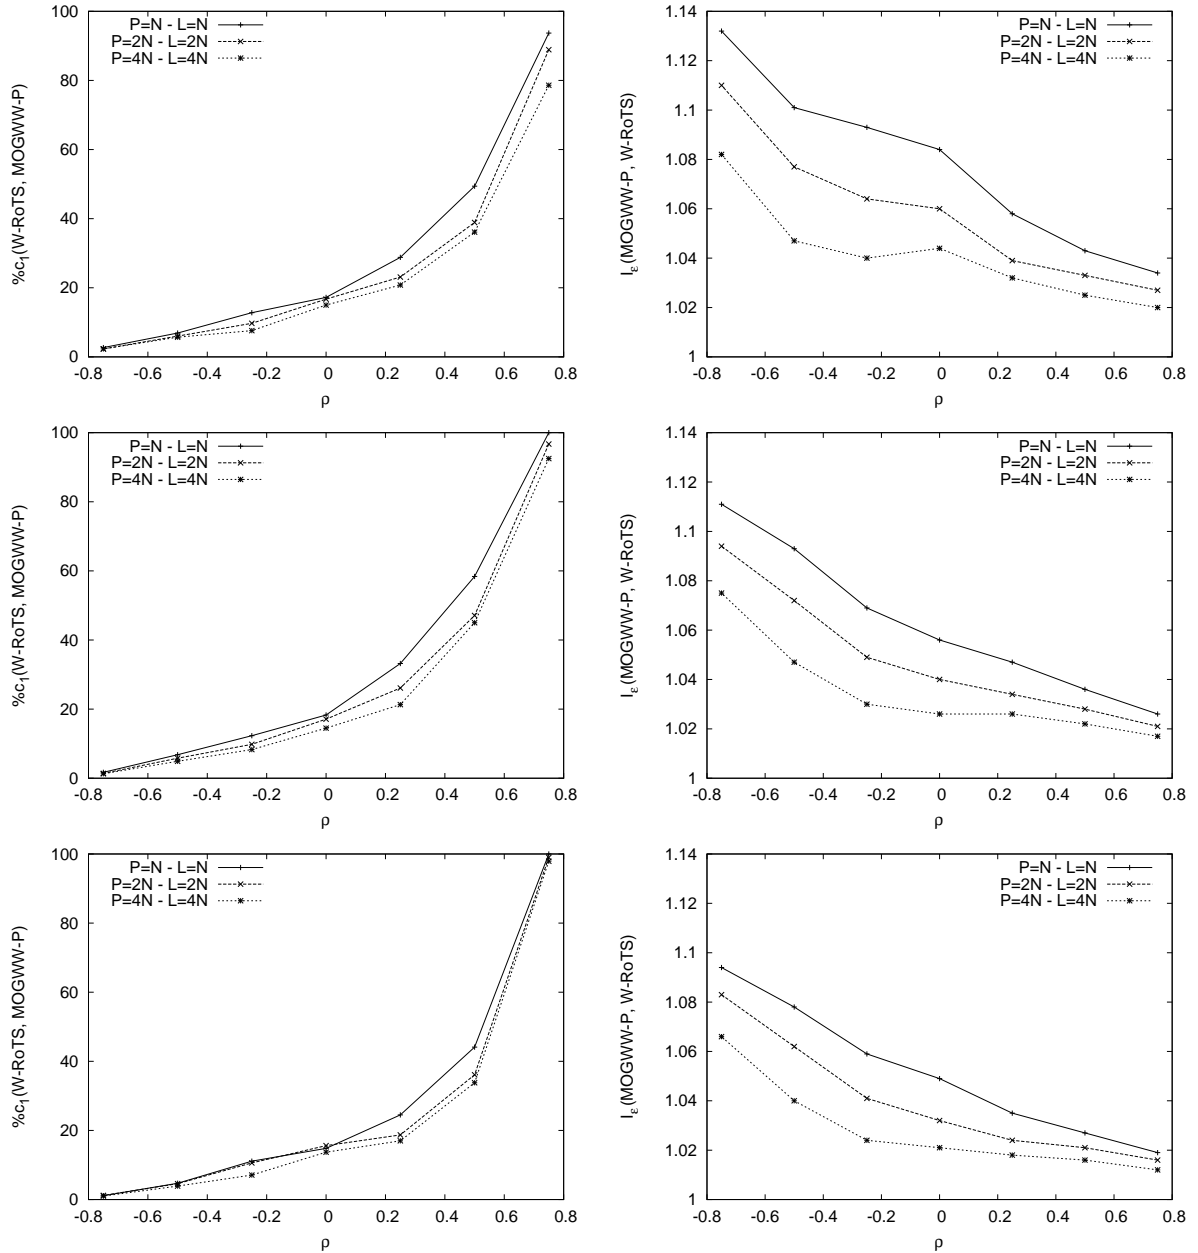 %c1(W-RoTS, MOGWW-P)
P=N - L=N
P=2N - L=2N
P=4N - L=4N
100
80
60
40
20
0
-0.8 -0.6 -0.4 -0.2 0 0.2 0.4 0.6 0.8
ρ
Iε(MOGWW-P, W-RoTS)
P=N - L=N
P=2N - L=2N
P=4N - L=4N
1.14
1.12
1.1
1.08
1.06
1.04
1.02
1
-0.8 -0.6 -0.4 -0.2 0 0.2 0.4 0.6 0.8
ρ
%c1(W-RoTS, MOGWW-P)
P=N - L=N
P=2N - L=2N
P=4N - L=4N
100
80
60
40
20
0
-0.8 -0.6 -0.4 -0.2 0 0.2 0.4 0.6 0.8
ρ
Iε(MOGWW-P, W-RoTS)
P=N - L=N
P=2N - L=2N
P=4N - L=4N
1.14
1.12
1.1
1.08
1.06
1.04
1.02
1
-0.8 -0.6 -0.4 -0.2 0 0.2 0.4 0.6 0.8
ρ
%c1(W-RoTS, MOGWW-P)
P=N - L=N
P=2N - L=2N
P=4N - L=4N
100
80
60
40
20
0
-0.8 -0.6 -0.4 -0.2 0 0.2 0.4 0.6 0.8
ρ
Iε(MOGWW-P, W-RoTS)
P=N - L=N
P=2N - L=2N
P=4N - L=4N
1.14
1.12
1.1
1.08
1.06
1.04
1.02
1
-0.8 -0.6 -0.4 -0.2 0 0.2 0.4 0.6 0.8
ρ